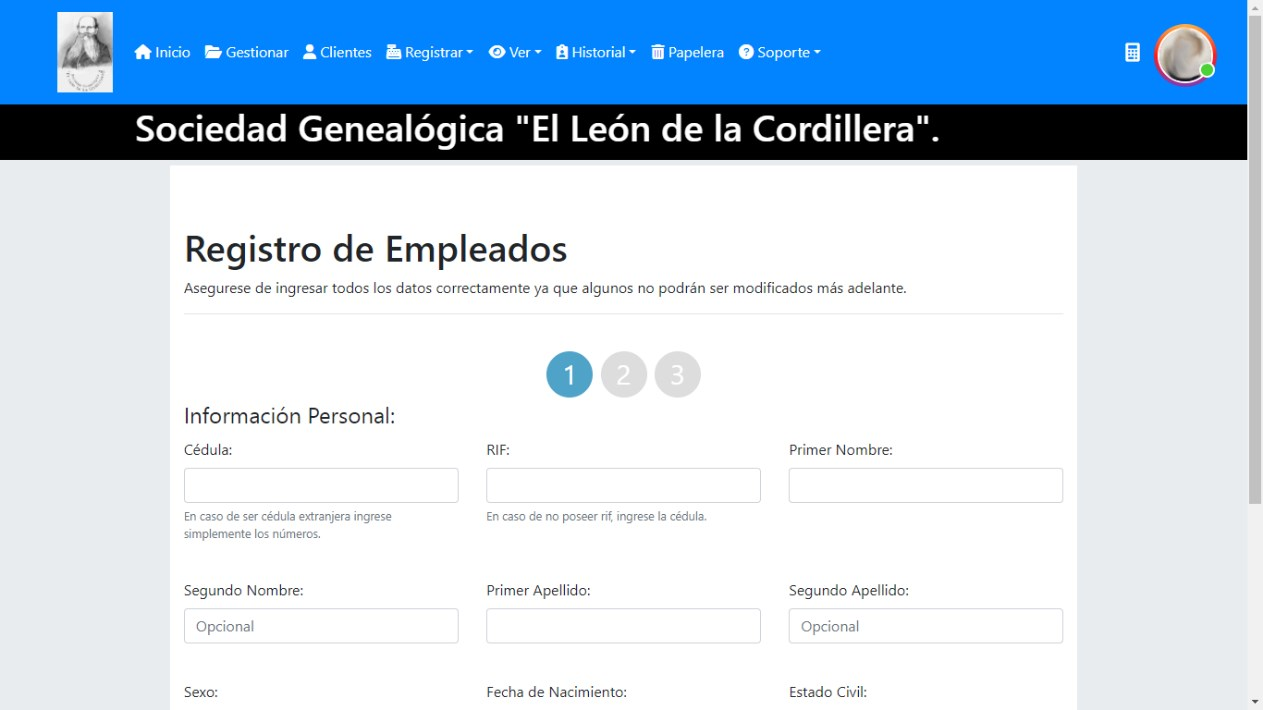 Inicio Gestionar Clientes Registrar Ver Historial Papelera Soporte
Sociedad Genealógica "El León de la Cordillera".
Registro de Empleados
Asegurese de ingresar todos los datos correctamente ya que algunos no podrán ser modificados más adelante.
1 2 3
Información Personal:
Cédula: RIF: Primer Nombre:
En caso de ser cédula extranjera ingrese En caso de no poseer rif, ingrese la cédula.
simplemente los números.
Segundo Nombre: Primer Apellido: Segundo Apellido:
Opcional Opcional
Sexo: Fecha de Nacimiento: Estado Civil: